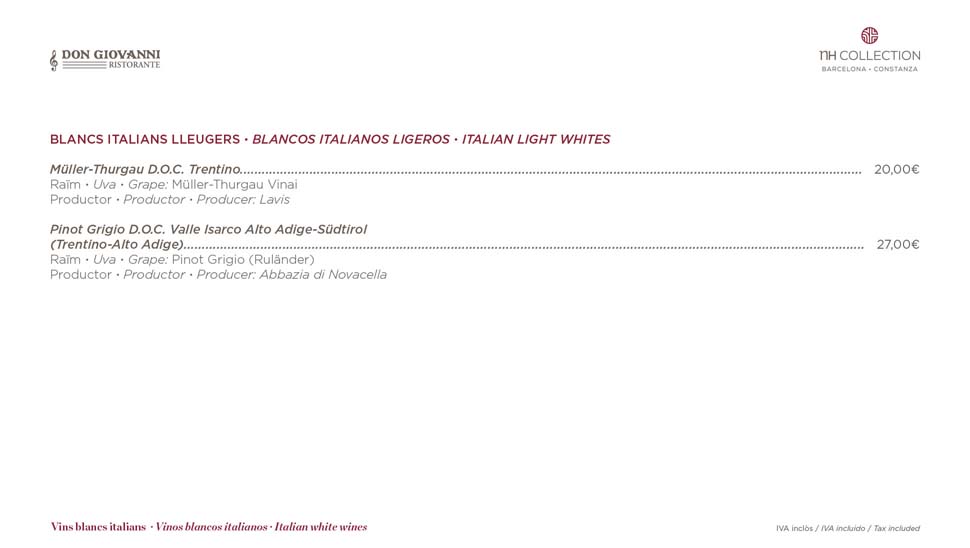 DON GIOVANNI
RISTORANTE
NH COLLECTION
BARCELONA - CONSTANZA
BLANCS ITALIANS LLEUGERS · BLANCOS ITALIANOS LIGEROS · ITALIAN LIGHT WHITES
Müller-Thurgau D.O.C. Trentino 20,00€
Raïm · Uva · Grape: Müller-Thurgau Vinai
Productor · Productor · Producer: Lavis
Pinot Grigio D.O.C. Valle Isarco Alto Adige-Südtirol
(Trentino-Alto Adige) 27,00€
Raïm · Uva · Grape: Pinot Grigio (Ruländer)
Productor · Productor · Producer: Abbazia di Novacella
Vins blancs italians · Vinos blancos italianos · Italian white wines
IVA inclòs / IVA incluido / Tax included